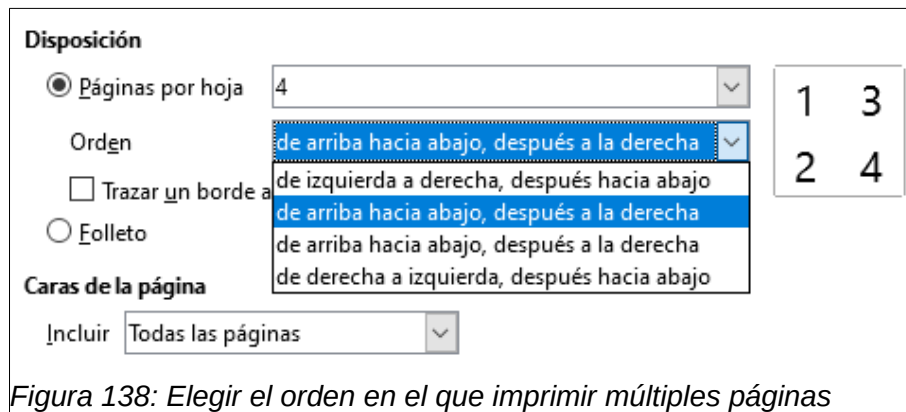 Disposición
Páginas por hoja 4
1 3
Orden de arriba hacia abajo, después a la derecha
2 4
Trazar un borde a
de izquierda a derecha, después hacia abajo
de arriba hacia abajo, después a la derecha
Folleto
de arriba hacia abajo, después a la derecha
de derecha a izquierda, después hacia abajo
Caras de la página
Incluir Todas las páginas
Figura 138: Elegir el orden en el que imprimir múltiples páginas